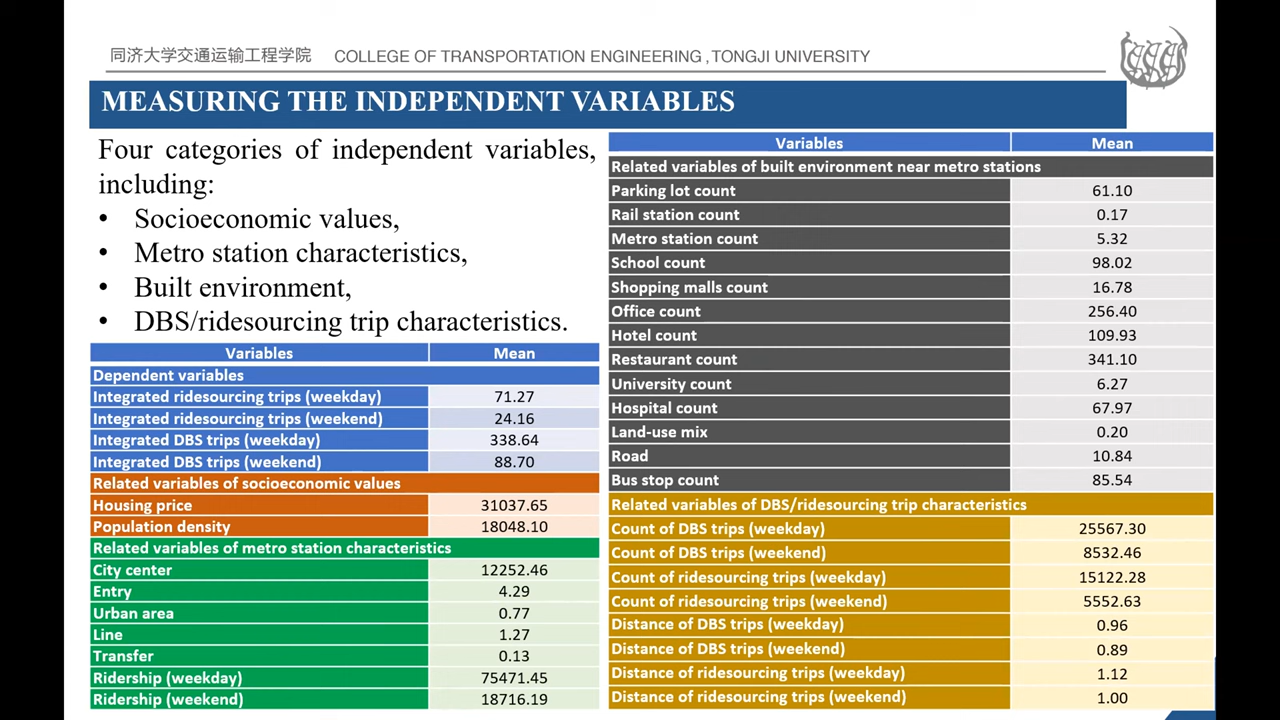 同济大学交通运输工程学院 COLLEGE OF TRANSPORTATION ENGINEERING , TONGJI UNIVERSITY
MEASURING THE INDEPENDENT VARIABLES
Four categories of independent variables,
including:
• Socioeconomic values,
• Metro station characteristics,
• Built environment,
• DBS/ridesourcing trip characteristics.
Variables Mean
Dependent variables
Integrated ridesourcing trips (weekday) 71.27
Integrated ridesourcing trips (weekend) 24.16
Integrated DBS trips (weekday) 338.64
Integrated DBS trips (weekend) 88.70
Related variables of socioeconomic values
Housing price 31037.65
Population density 18048.10
Related variables of metro station characteristics
City center 12252.46
Entry 4.29
Urban area 0.77
Line 1.27
Transfer 0.13
Ridership (weekday) 75471.45
Ridership (weekend) 18716.19
Variables Mean
Related variables of built environment near metro stations
Parking lot count 61.10
Rail station count 0.17
Metro station count 5.32
School count 98.02
Shopping malls count 16.78
Office count 256.40
Hotel count 109.93
Restaurant count 341.10
University count 6.27
Hospital count 67.97
Land-use mix 0.20
Road 10.84
Bus stop count 85.54
Related variables of DBS/ridesourcing trip characteristics
Count of DBS trips (weekday) 25567.30
Count of DBS trips (weekend) 8532.46
Count of ridesourcing trips (weekday) 15122.28
Count of ridesourcing trips (weekend) 5552.63
Distance of DBS trips (weekday) 0.96
Distance of DBS trips (weekend) 0.89
Distance of ridesourcing trips (weekday) 1.12
Distance of ridesourcing trips (weekend) 1.00